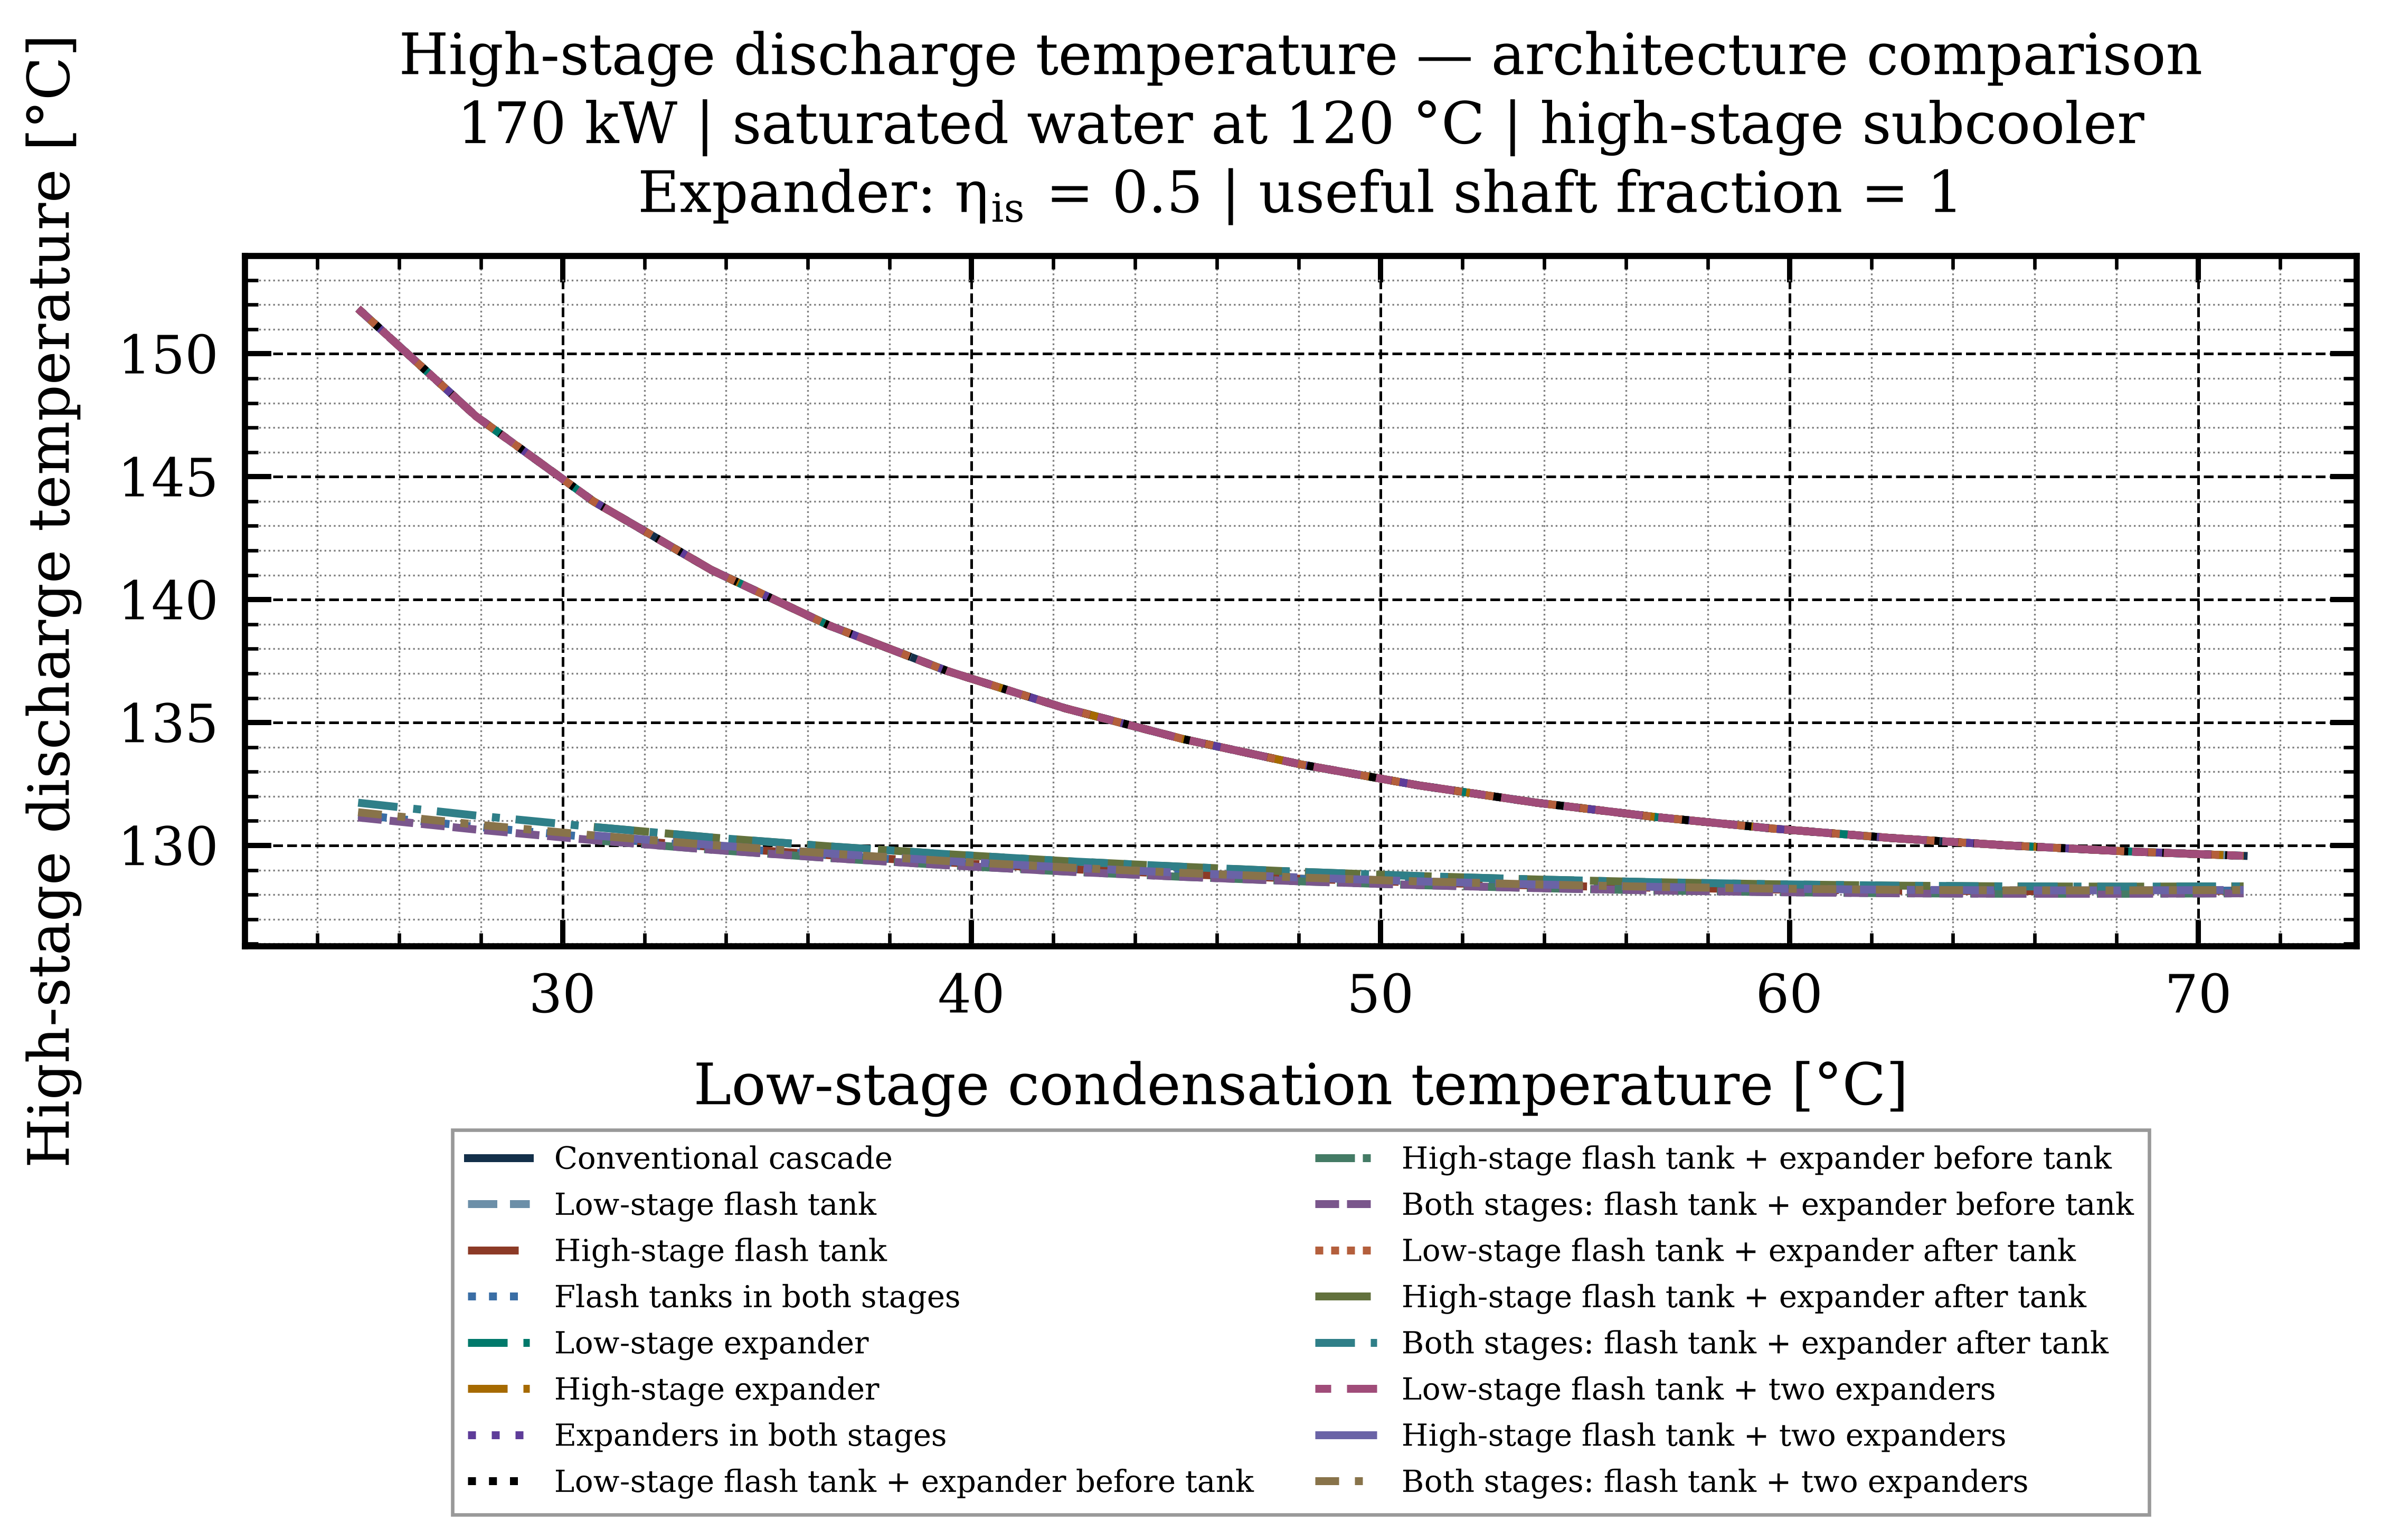 High-stage discharge temperature — architecture comparison
170 kW | saturated water at 120 °C | high-stage subcooler
Expander: ηis = 0.5 | useful shaft fraction = 1
High-stage discharge temperature [°C]
150
145
140
135
130
30 40 50 60 70
Low-stage condensation temperature [°C]
Conventional cascade
Low-stage flash tank
High-stage flash tank
Flash tanks in both stages
Low-stage expander
High-stage expander
Expanders in both stages
Low-stage flash tank + expander before tank
High-stage flash tank + expander before tank
Both stages: flash tank + expander before tank
Low-stage flash tank + expander after tank
High-stage flash tank + expander after tank
Both stages: flash tank + expander after tank
Low-stage flash tank + two expanders
High-stage flash tank + two expanders
Both stages: flash tank + two expanders